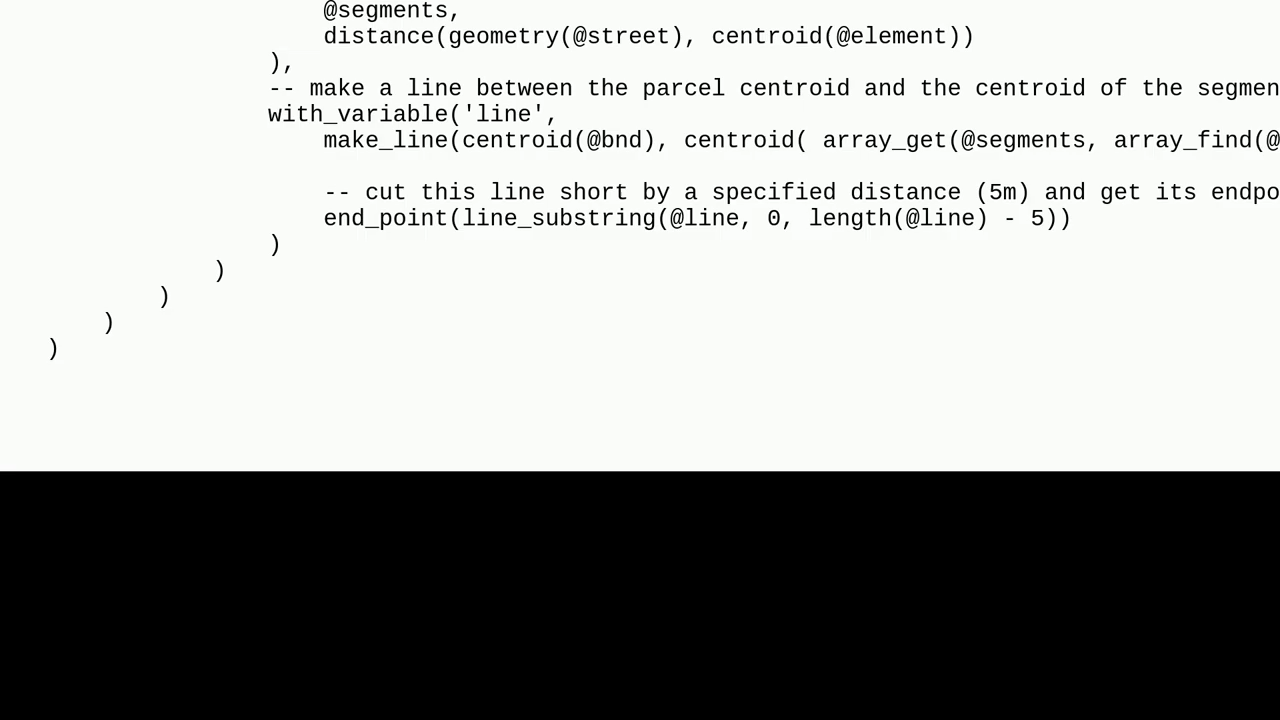 @segments,
distance(geometry(@street), centroid(@element))
),
-- make a line between the parcel centroid and the centroid of the segmen
with_variable('line',
make_line(centroid(@bnd), centroid( array_get(@segments, array_find(@
-- cut this line short by a specified distance (5m) and get its endpo
end_point(line_substring(@line, 0, length(@line) - 5))
)
)
)
)
)